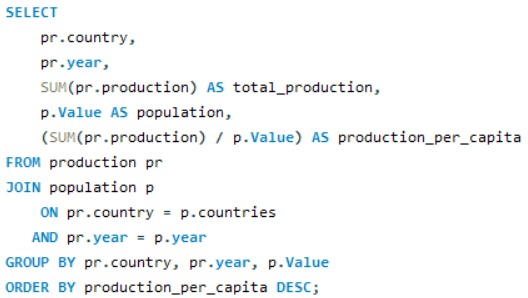 SELECT
    pr.country,
    pr.year,
    SUM(pr.production) AS total_production,
    p.Value AS population,
    (SUM(pr.production) / p.Value) AS production_per_capita
FROM production pr
JOIN population p
    ON pr.country = p.countries
   AND pr.year = p.year
GROUP BY pr.country, pr.year, p.Value
ORDER BY production_per_capita DESC;